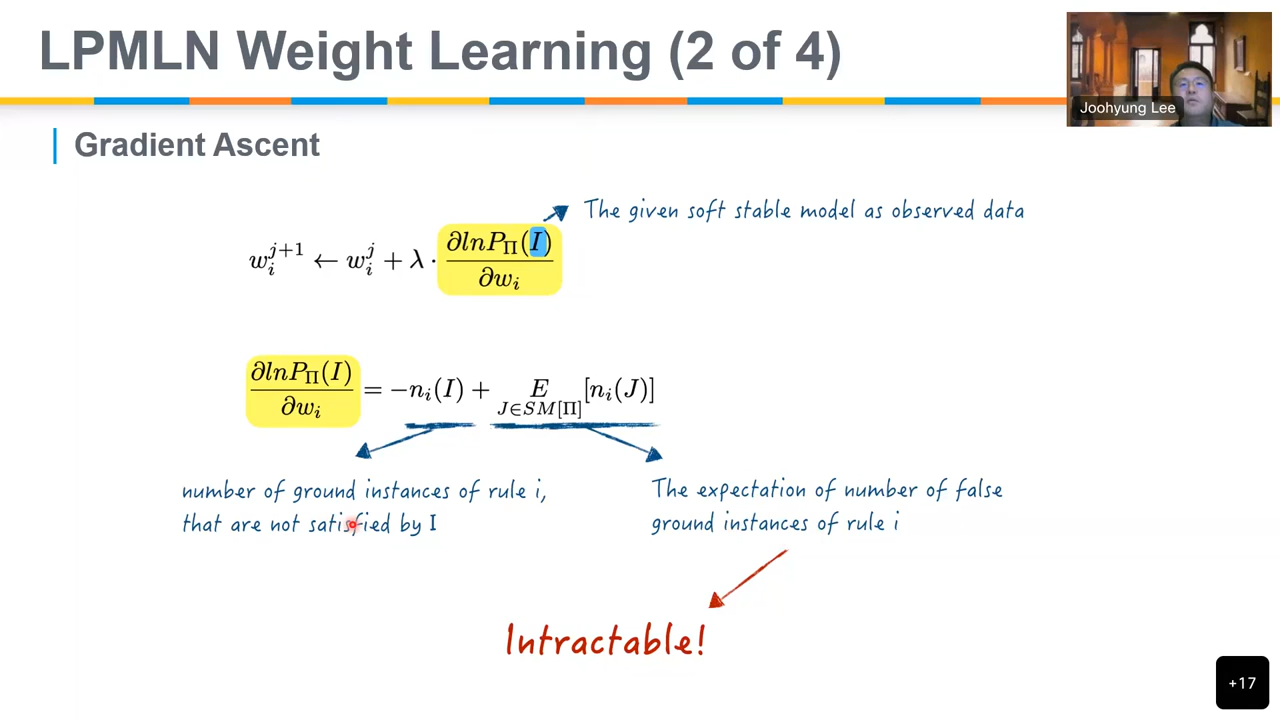 LPMLN Weight Learning (2 of 4)
Joohyung Lee
Gradient Ascent
The given soft stable model as observed data
w_i^{j+1} ← w_i^j + λ · ∂lnP_Π(I) / ∂w_i
∂lnP_Π(I) / ∂w_i = −n_i(I) + E_{J∈SM[Π]} [n_i(J)]
number of ground instances of rule i,
that are not satisfied by I
The expectation of number of false
ground instances of rule i
Intractable!
+17